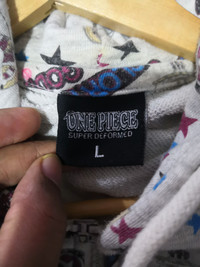 ONE PIECE
SUPER DEFORMED
L